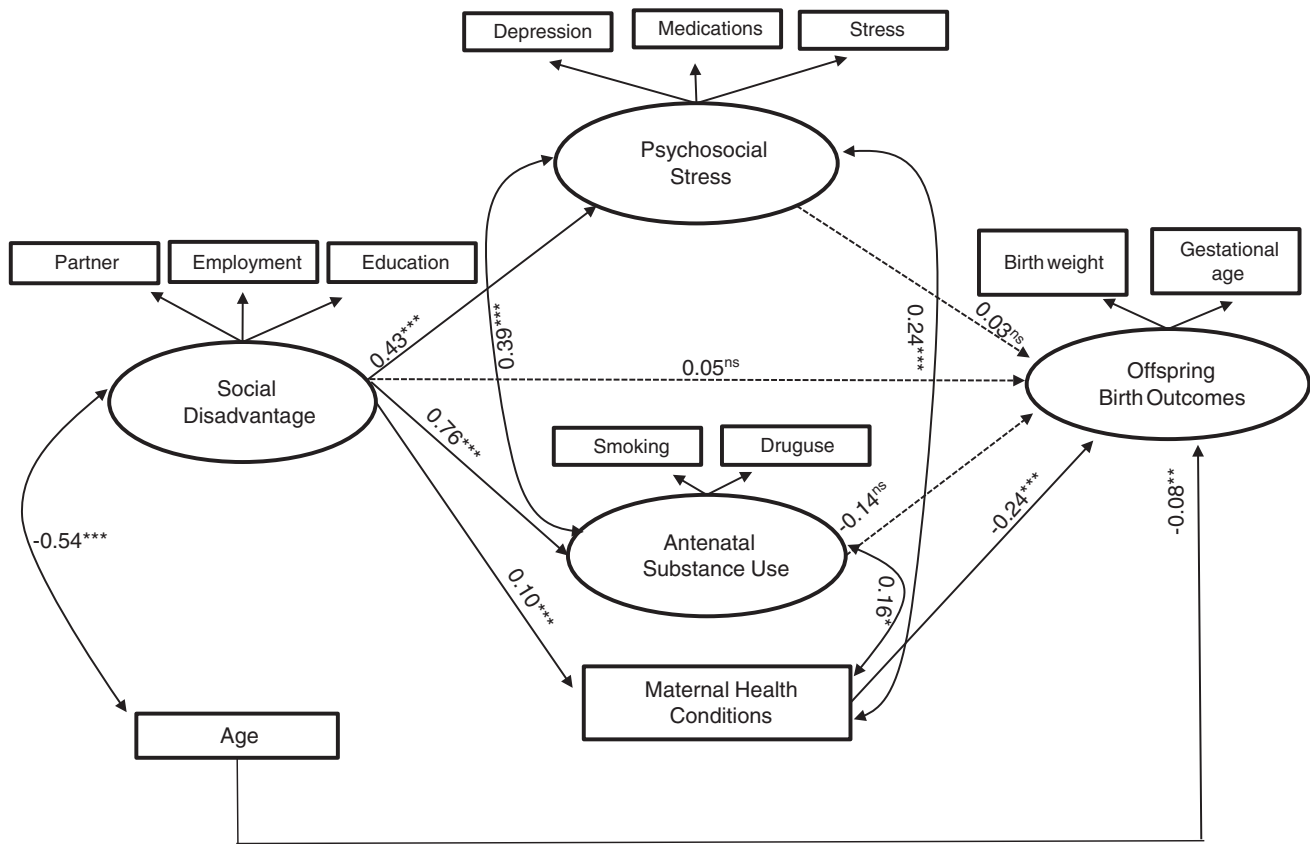 Depression
Medications
Stress
Psychosocial
Stress
Partner
Employment
Education
Birth weight
Gestational
age
0.43***
0.39***
0.24***
0.03ns
0.05ns
Social
Disadvantage
Offspring
Birth Outcomes
0.76***
Smoking
Druguse
-0.14ns
-0.24***
-0.08**
-0.54***
Antenatal
Substance Use
0.10***
0.16*
Maternal Health
Conditions
Age